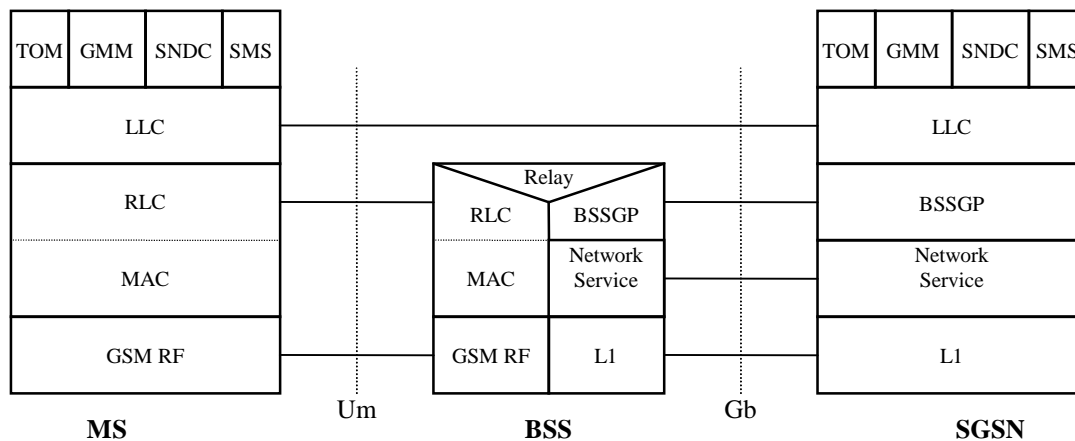 TOM GMM SNDC SMS
TOM GMM SNDC SMS
LLC
LLC
Relay
RLC
RLC
BSSGP
BSSGP
MAC
MAC
Network
Service
Network
Service
GSM RF
GSM RF
L1
L1
Um
Gb
MS
BSS
SGSN